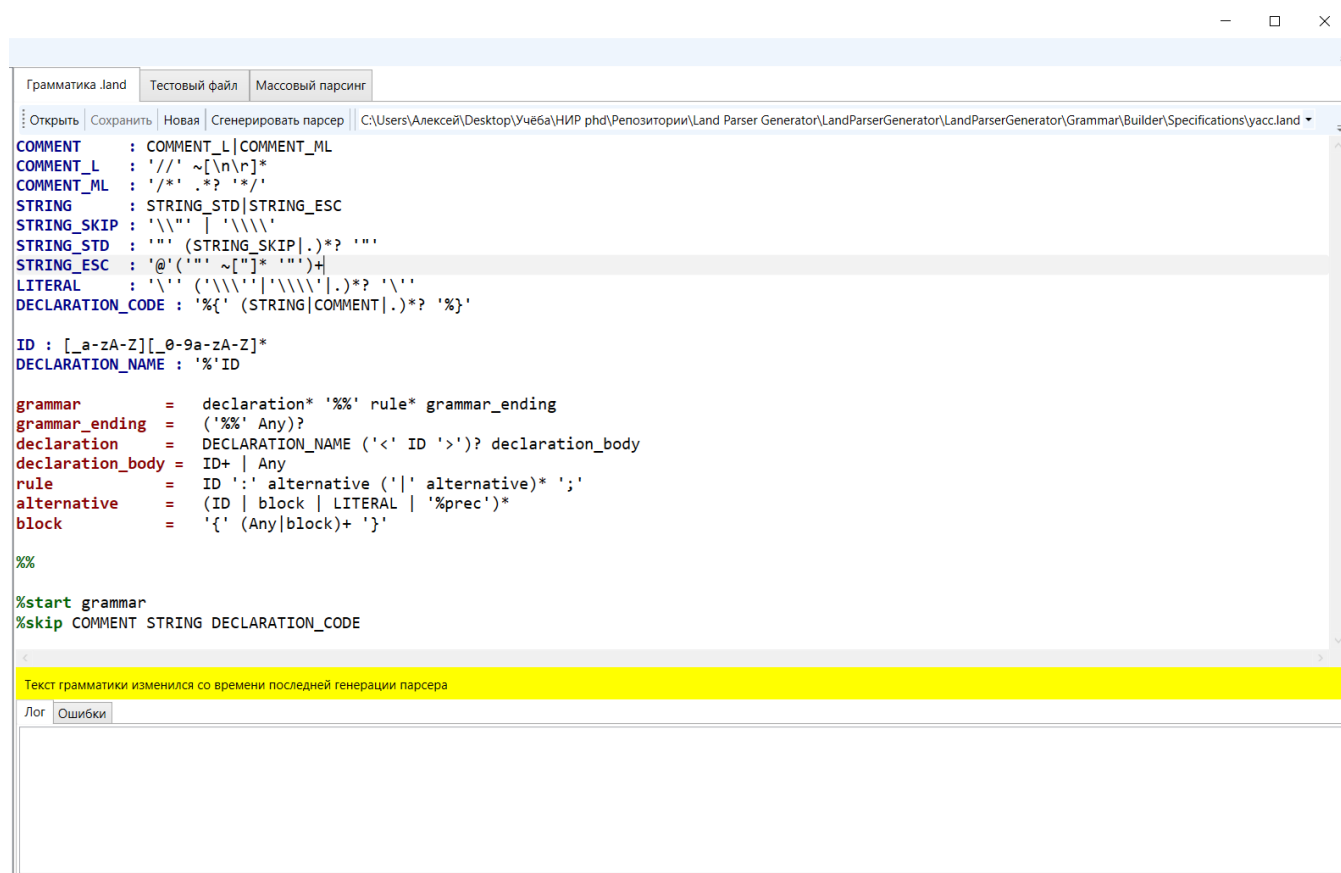 Грамматика .land Тестовый файл Массовый парсинг
Открыть Сохранить Новая Сгенерировать парсер C:\Users\Алексей\Desktop\Учёба\НИР phd\Репозитории\Land Parser Generator\LandParserGenerator\LandParserGenerator\Grammar\Builder\Specifications\yacc.land
COMMENT : COMMENT_L|COMMENT_ML
COMMENT_L : '//' ~[\n\r]*
COMMENT_ML : '/*' .*? '*/'
STRING : STRING_STD|STRING_ESC
STRING_SKIP : '\\"' | '\\\\'
STRING_STD : '"' (STRING_SKIP|.)*? '"'
STRING_ESC : '@'('"' ~["]* '"')+
LITERAL : '\'' ('\\\''|'\\\\'|.)*? '\''
DECLARATION_CODE : '%{' (STRING|COMMENT|.)*? '%}'
ID : [_a-zA-Z][_0-9a-zA-Z]*
DECLARATION_NAME : '%'ID
grammar = declaration* '%%' rule* grammar_ending
grammar_ending = ('%%' Any)?
declaration = DECLARATION_NAME ('<' ID '>')? declaration_body
declaration_body = ID+ | Any
rule = ID ':' alternative ('|' alternative)* ';'
alternative = (ID | block | LITERAL | '%prec')*
block = '{' (Any|block)+ '}'
%%
%start grammar
%skip COMMENT STRING DECLARATION_CODE
Текст грамматики изменился со времени последней генерации парсера
Лог Ошибки